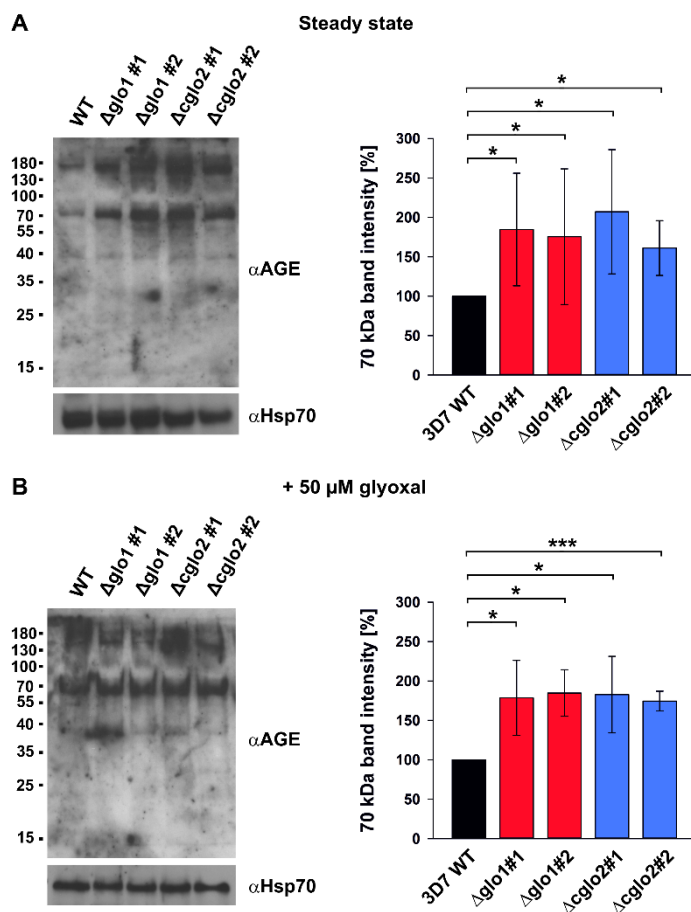 A
Steady state
WT
Δglo1 #1
Δglo1 #2
Δcglo2 #1
Δcglo2 #2
180
130
100
70
55
40
35
25
15
αAGE
αHsp70
70 kDa band intensity [%]
300
250
200
150
100
50
0
*
*
*
*
3D7 WT
Δglo1#1
Δglo1#2
Δcglo2#1
Δcglo2#2
B
+ 50 µM glyoxal
WT
Δglo1 #1
Δglo1 #2
Δcglo2 #1
Δcglo2 #2
180
130
100
70
55
40
35
25
15
αAGE
αHsp70
70 kDa band intensity [%]
300
250
200
150
100
50
0
***
*
*
*
3D7 WT
Δglo1#1
Δglo1#2
Δcglo2#1
Δcglo2#2